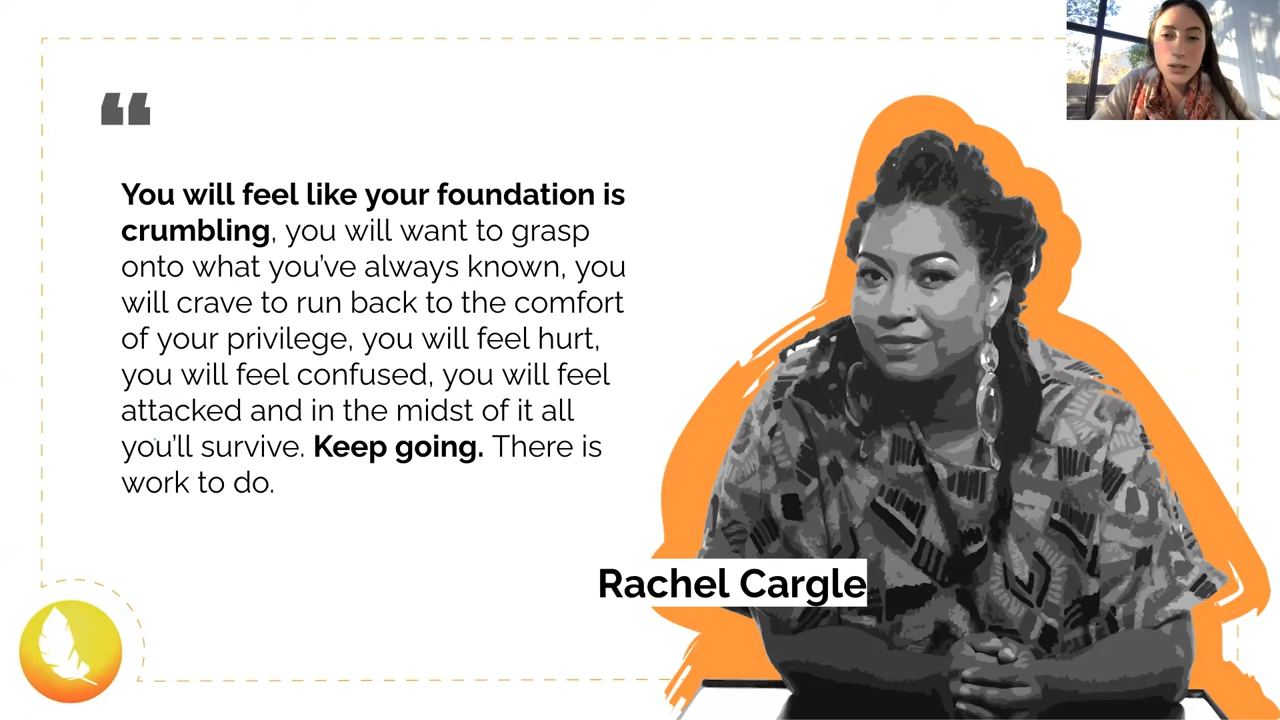 ❝
You will feel like your foundation is
crumbling, you will want to grasp
onto what you’ve always known, you
will crave to run back to the comfort
of your privilege, you will feel hurt,
you will feel confused, you will feel
attacked and in the midst of it all
you’ll survive. Keep going. There is
work to do.
Rachel Cargle